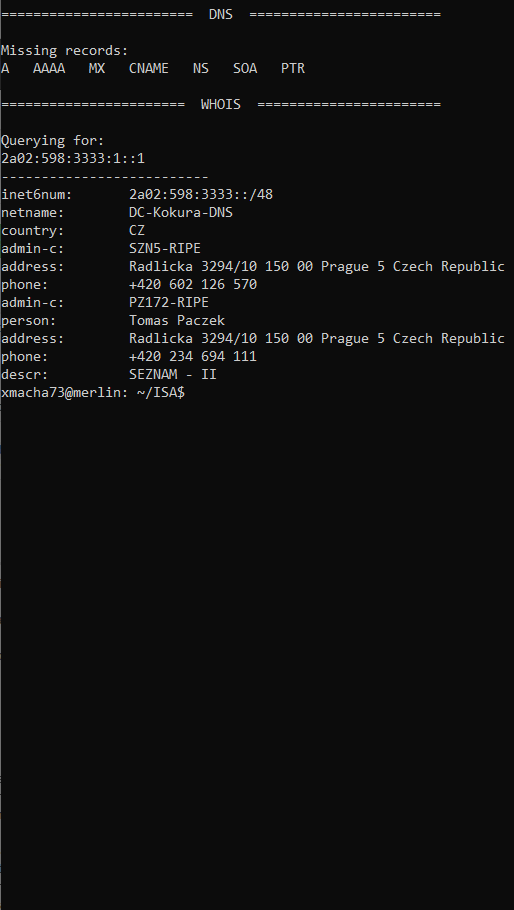 ======================== DNS ========================
Missing records:
A AAAA MX CNAME NS SOA PTR
======================= WHOIS =======================
Querying for:
2a02:598:3333:1::1
--------------------------
inet6num: 2a02:598:3333::/48
netname: DC-Kokura-DNS
country: CZ
admin-c: SZN5-RIPE
address: Radlicka 3294/10 150 00 Prague 5 Czech Republic
phone: +420 602 126 570
admin-c: PZ172-RIPE
person: Tomas Paczek
address: Radlicka 3294/10 150 00 Prague 5 Czech Republic
phone: +420 234 694 111
descr: SEZNAM - II
xmacha73@merlin: ~/ISA$